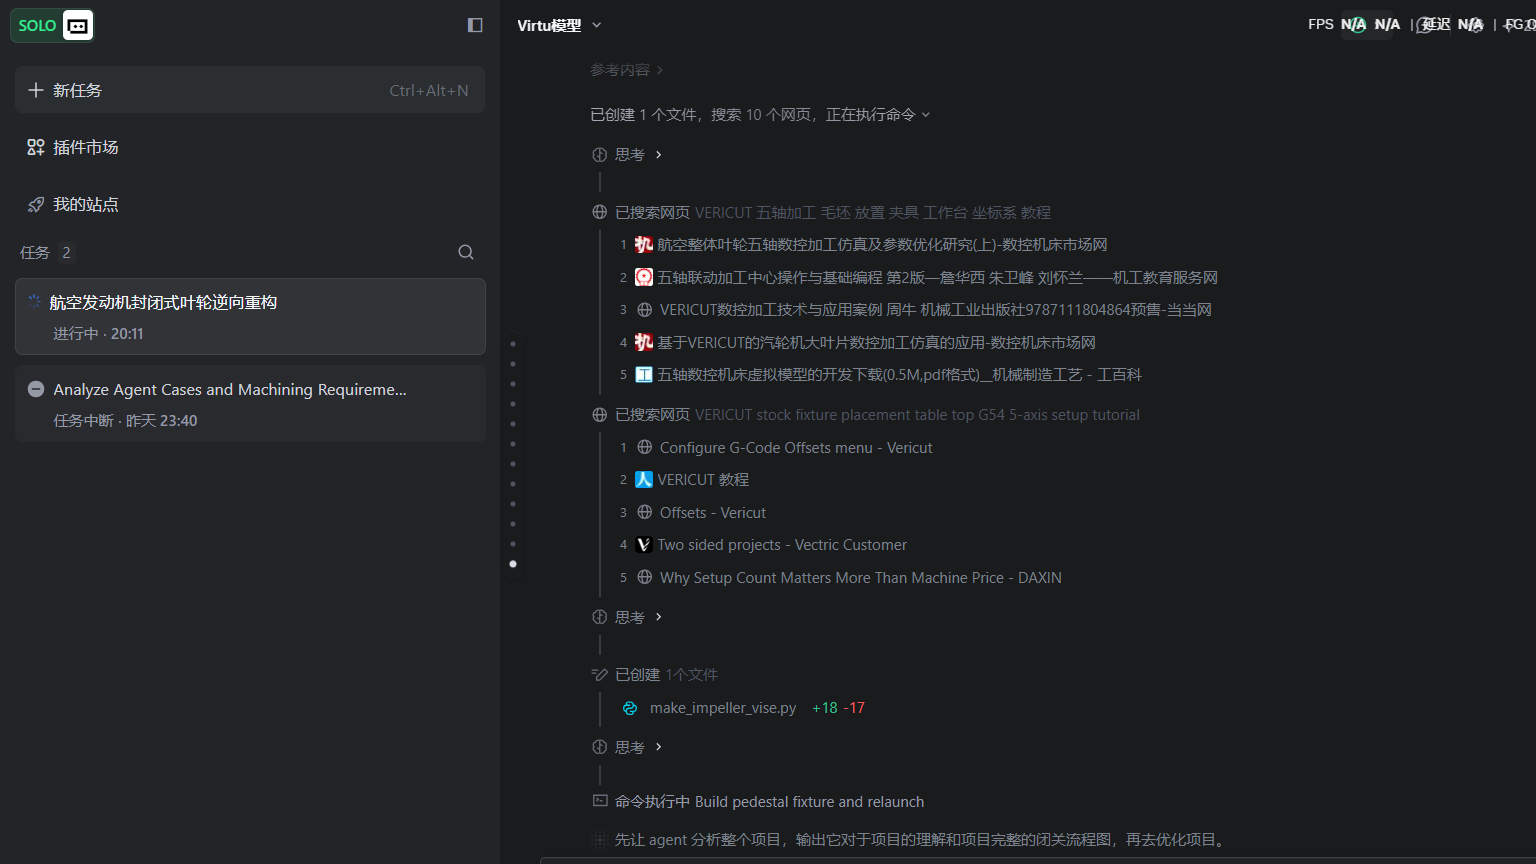 SOLO
Virtu模型
FPS N/A N/A | 延迟 N/A |
新任务 Ctrl+Alt+N
插件市场
我的站点
任务 2
航空发动机封闭式叶轮逆向重构
进行中 · 20:11
Analyze Agent Cases and Machining Requireme...
任务中断 · 昨天 23:40
参考内容
已创建 1 个文件，搜索 10 个网页，正在执行命令
思考
已搜索网页 VERICUT 五轴加工 毛坯 放置 夹具 工作台 坐标系 教程
1 航空整体叶轮五轴数控加工仿真及参数优化研究(上)-数控机床市场网
2 五轴联动加工中心操作与基础编程 第2版—詹华西 朱卫峰 刘怀兰——机工教育服务网
3 VERICUT数控加工技术与应用案例 周牛 机械工业出版社9787111804864预售-当当网
4 基于VERICUT的汽轮机大叶片数控加工仿真的应用-数控机床市场网
5 五轴数控机床虚拟模型的开发下载(0.5M,pdf格式)__机械制造工艺 - 工百科
已搜索网页 VERICUT stock fixture placement table top G54 5-axis setup tutorial
1 Configure G-Code Offsets menu - Vericut
2 VERICUT 教程
3 Offsets - Vericut
4 Two sided projects - Vectric Customer
5 Why Setup Count Matters More Than Machine Price - DAXIN
思考
已创建 1个文件
make_impeller_vise.py +18 -17
思考
命令执行中 Build pedestal fixture and relaunch
先让 agent 分析整个项目，输出它对于项目的理解和项目完整的闭关流程图，再去优化项目。